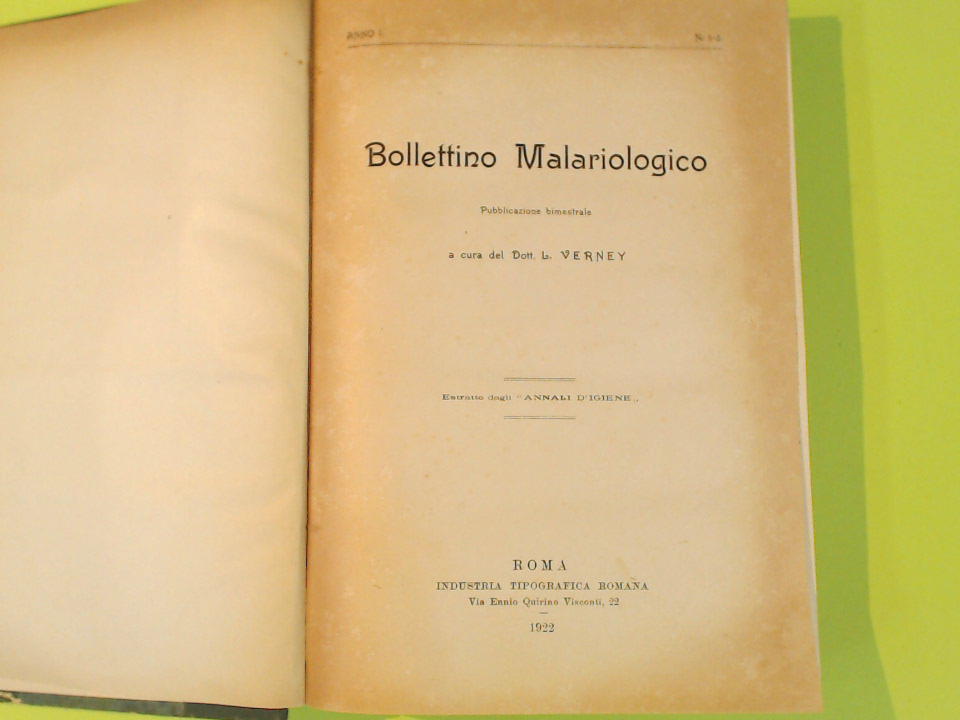 ANNO I.
Bollettino Malariologico
Pubblicazione bimestrale
a cura del Dott. L. VERNEY
Estratto dagli "ANNALI D'IGIENE„
ROMA
INDUSTRIA TIPOGRAFICA ROMANA
Via Ennio Quirino Visconti, 22
1922